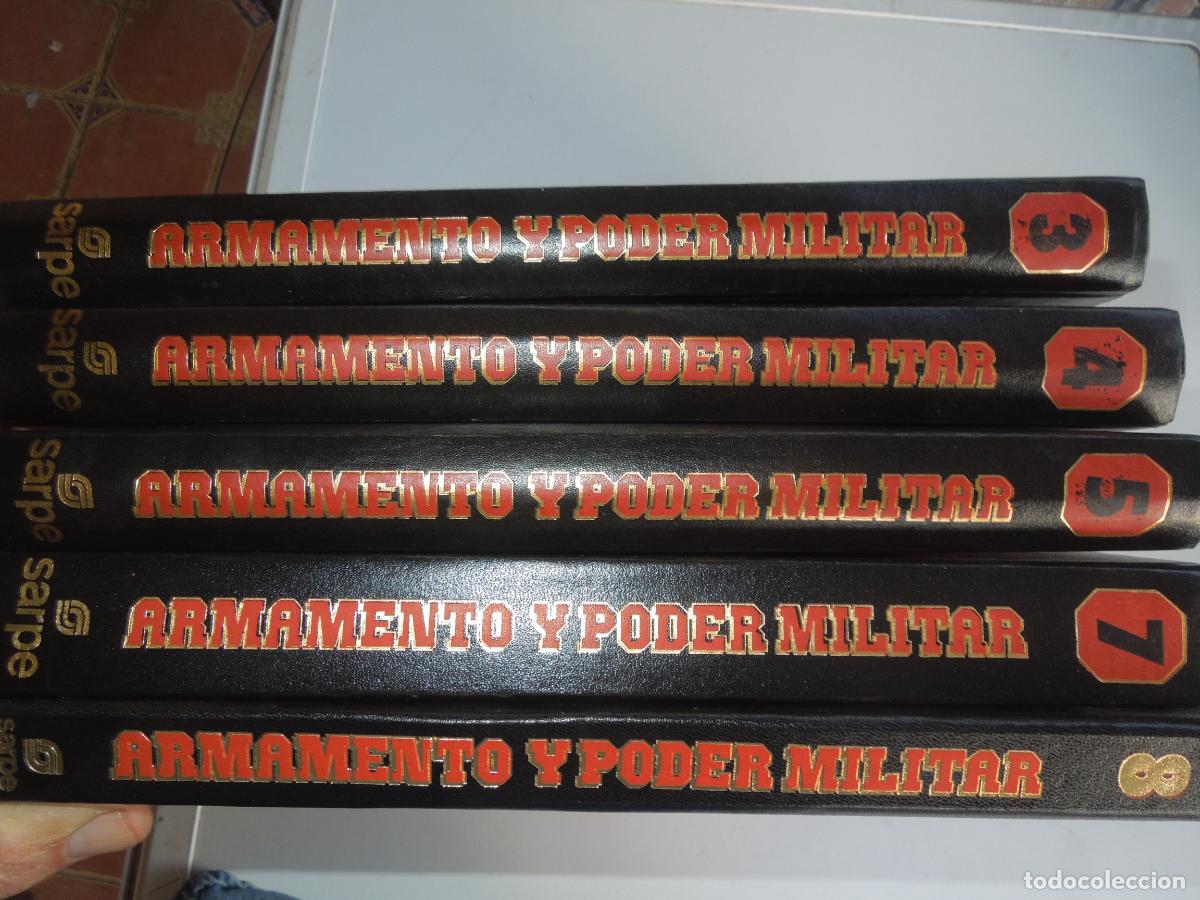 sarpe ARMAMENTO Y PODER MILITAR 3
sarpe ARMAMENTO Y PODER MILITAR 4
sarpe ARMAMENTO Y PODER MILITAR 5
sarpe ARMAMENTO Y PODER MILITAR 7
sarpe ARMAMENTO Y PODER MILITAR 8
todocoleccion